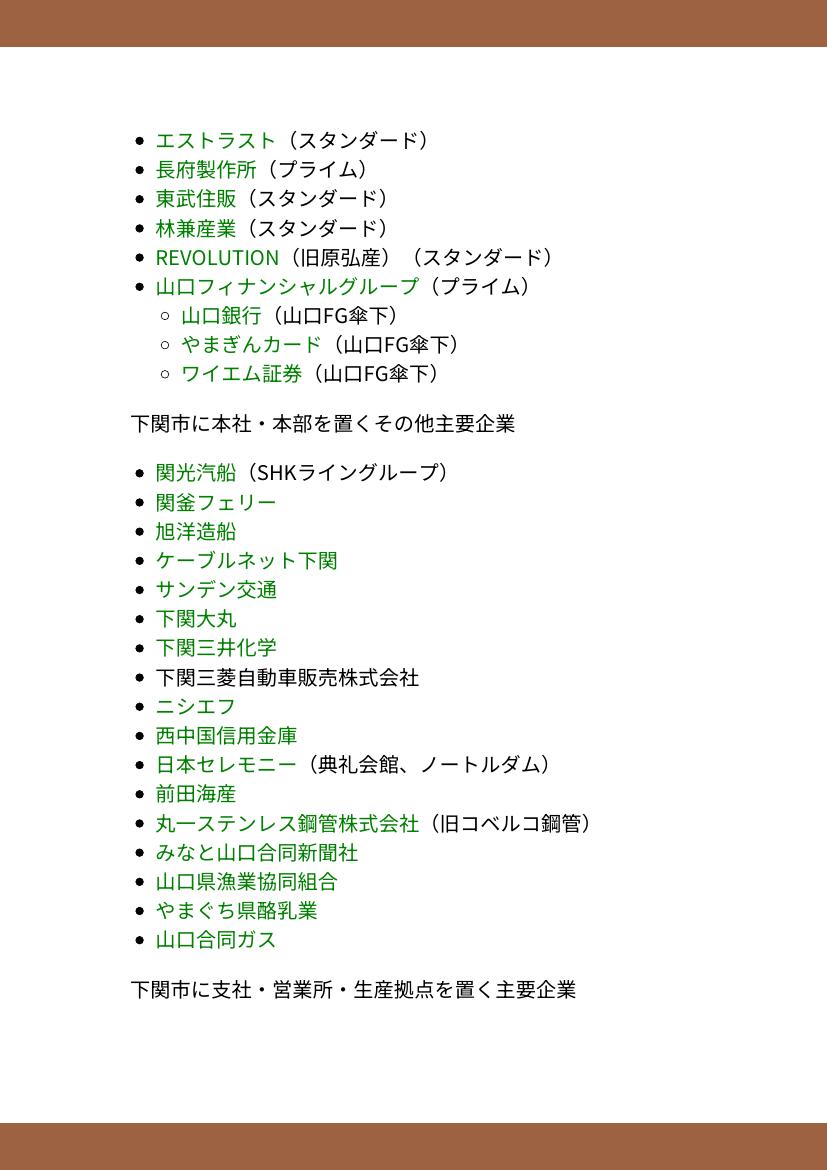 エストラスト（スタンダード）
長府製作所（プライム）
東武住販（スタンダード）
林兼産業（スタンダード）
REVOLUTION（旧原弘産）（スタンダード）
山口フィナンシャルグループ（プライム）
山口銀行（山口FG傘下）
やまぎんカード（山口FG傘下）
ワイエム証券（山口FG傘下）
下関市に本社・本部を置くその他主要企業
関光汽船（SHKライングループ）
関釜フェリー
旭洋造船
ケーブルネット下関
サンデン交通
下関大丸
下関三井化学
下関三菱自動車販売株式会社
ニシエフ
西中国信用金庫
日本セレモニー（典礼会館、ノートルダム）
前田海産
丸一ステンレス鋼管株式会社（旧コベルコ鋼管）
みなと山口合同新聞社
山口県漁業協同組合
やまぐち県酪乳業
山口合同ガス
下関市に支社・営業所・生産拠点を置く主要企業